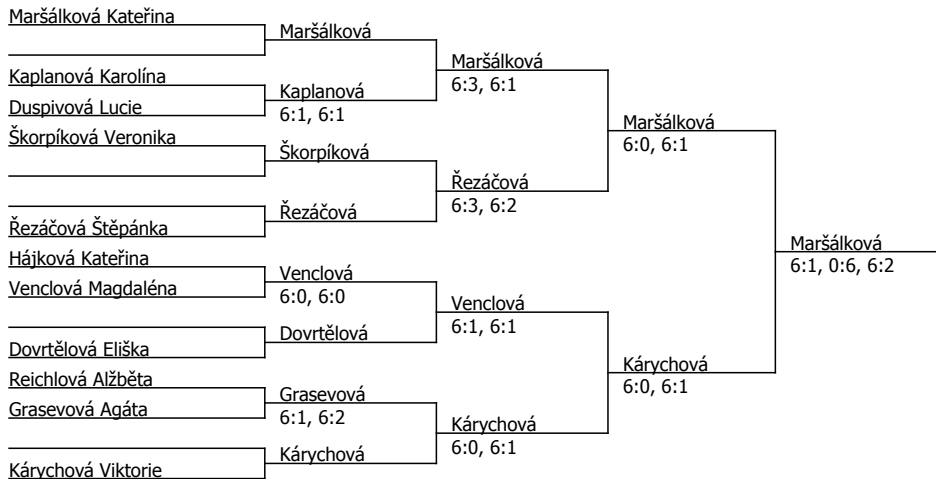 Maršálková Kateřina
Kaplanová Karolína
Duspivová Lucie
Škorpíková Veronika
Řezáčová Štěpánka
Hájková Kateřina
Venclová Magdaléna
Dovrtělová Eliška
Reichlová Alžběta
Grasevová Agáta
Kárychová Viktorie
Maršálková
Kaplanová
6:1, 6:1
Škorpíková
Řezáčová
Venclová
6:0, 6:0
Dovrtělová
Grasevová
6:1, 6:2
Kárychová
Maršálková
6:3, 6:1
Řezáčová
6:3, 6:2
Venclová
6:1, 6:1
Kárychová
6:0, 6:1
Maršálková
6:0, 6:1
Kárychová
6:0, 6:1
Maršálková
6:1, 0:6, 6:2